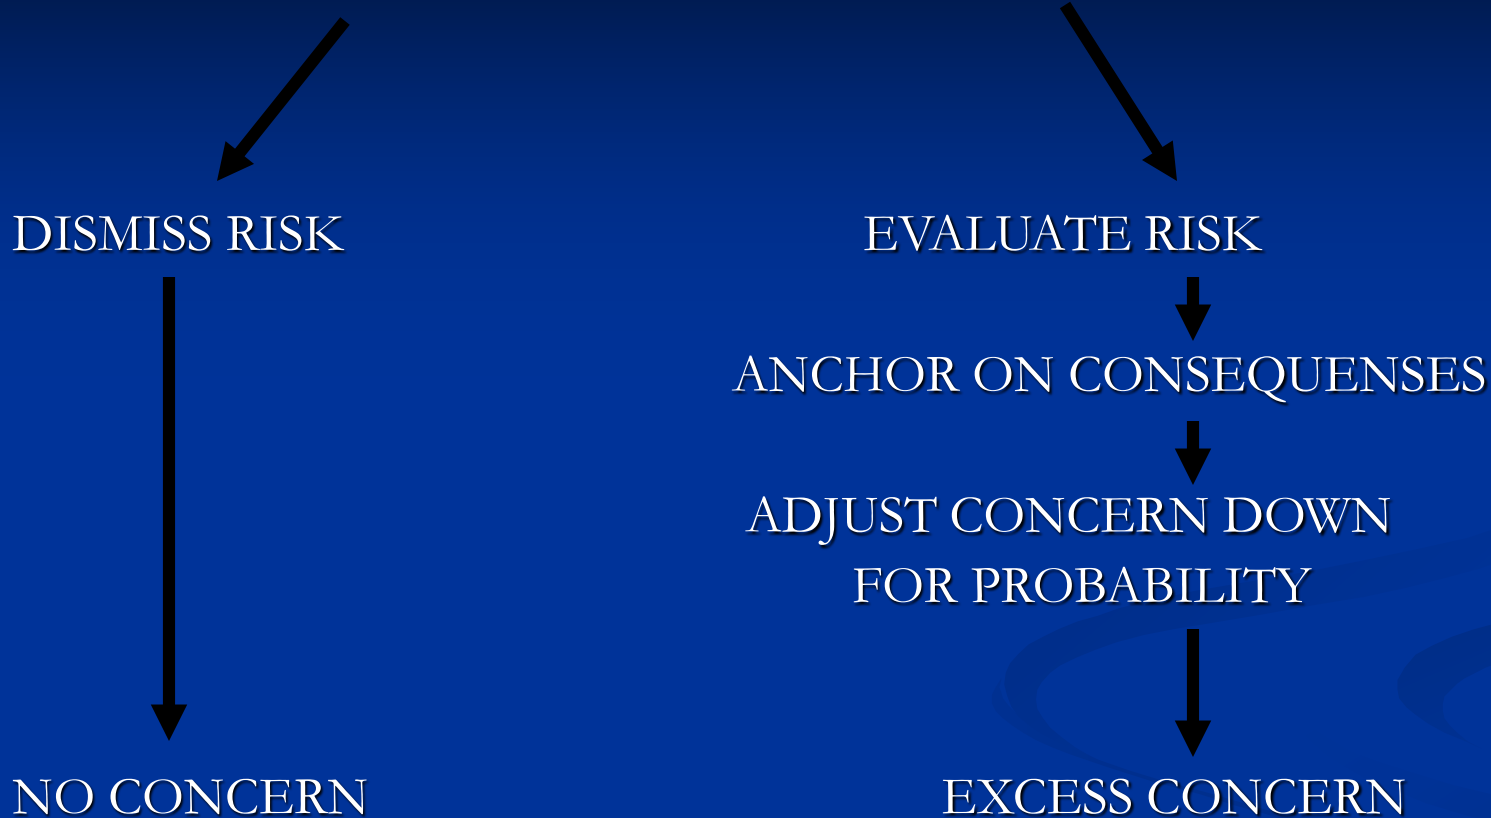 DISMISS RISK
EVALUATE RISK
ANCHOR ON CONSEQUENSES
ADJUST CONCERN DOWN
FOR PROBABILITY
NO CONCERN
EXCESS CONCERN